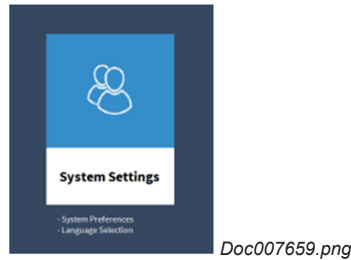 System Settings
- System Preferences
- Language Selection
Doc007659.png